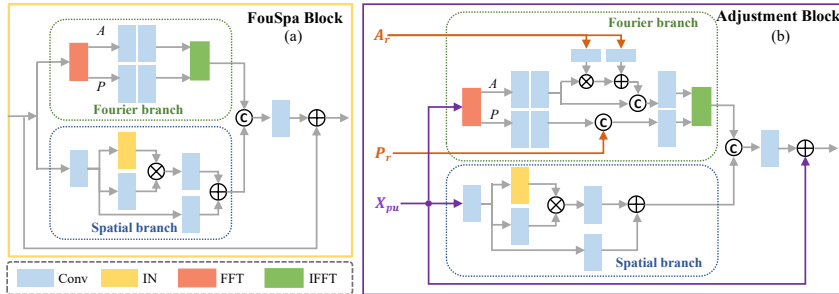 FouSpa Block
(a)
A
P
Fourier branch
C
Spatial branch
Conv
IN
FFT
IFFT
Adjustment Block
(b)
A_r
Fourier branch
A
P
C
C
P_r
X_pu
C
Spatial branch